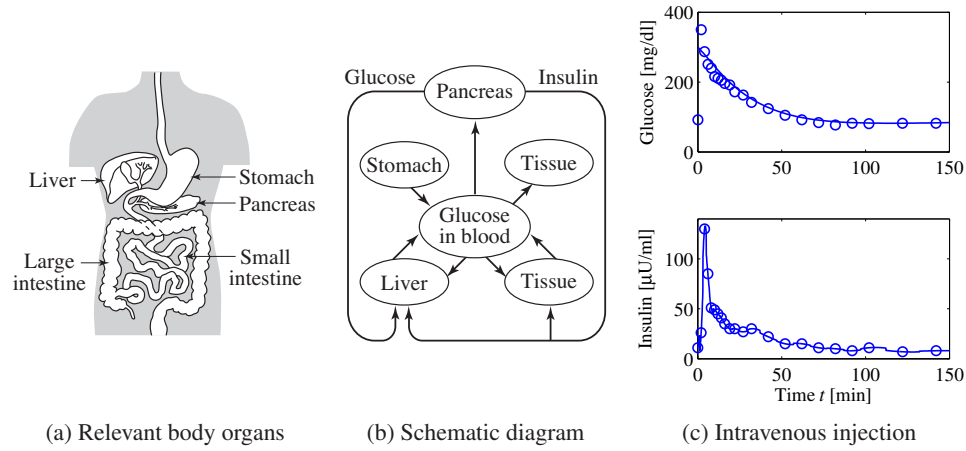 Liver
Stomach
Pancreas
Large
intestine
Small
intestine
(a) Relevant body organs
Glucose
Insulin
Pancreas
Stomach
Tissue
Glucose
in blood
Liver
Tissue
(b) Schematic diagram
Glucose [mg/dl]
400
200
0
0 50 100 150
Insulin [µU/ml]
100
50
0
0 50 100 150
Time t [min]
(c) Intravenous injection